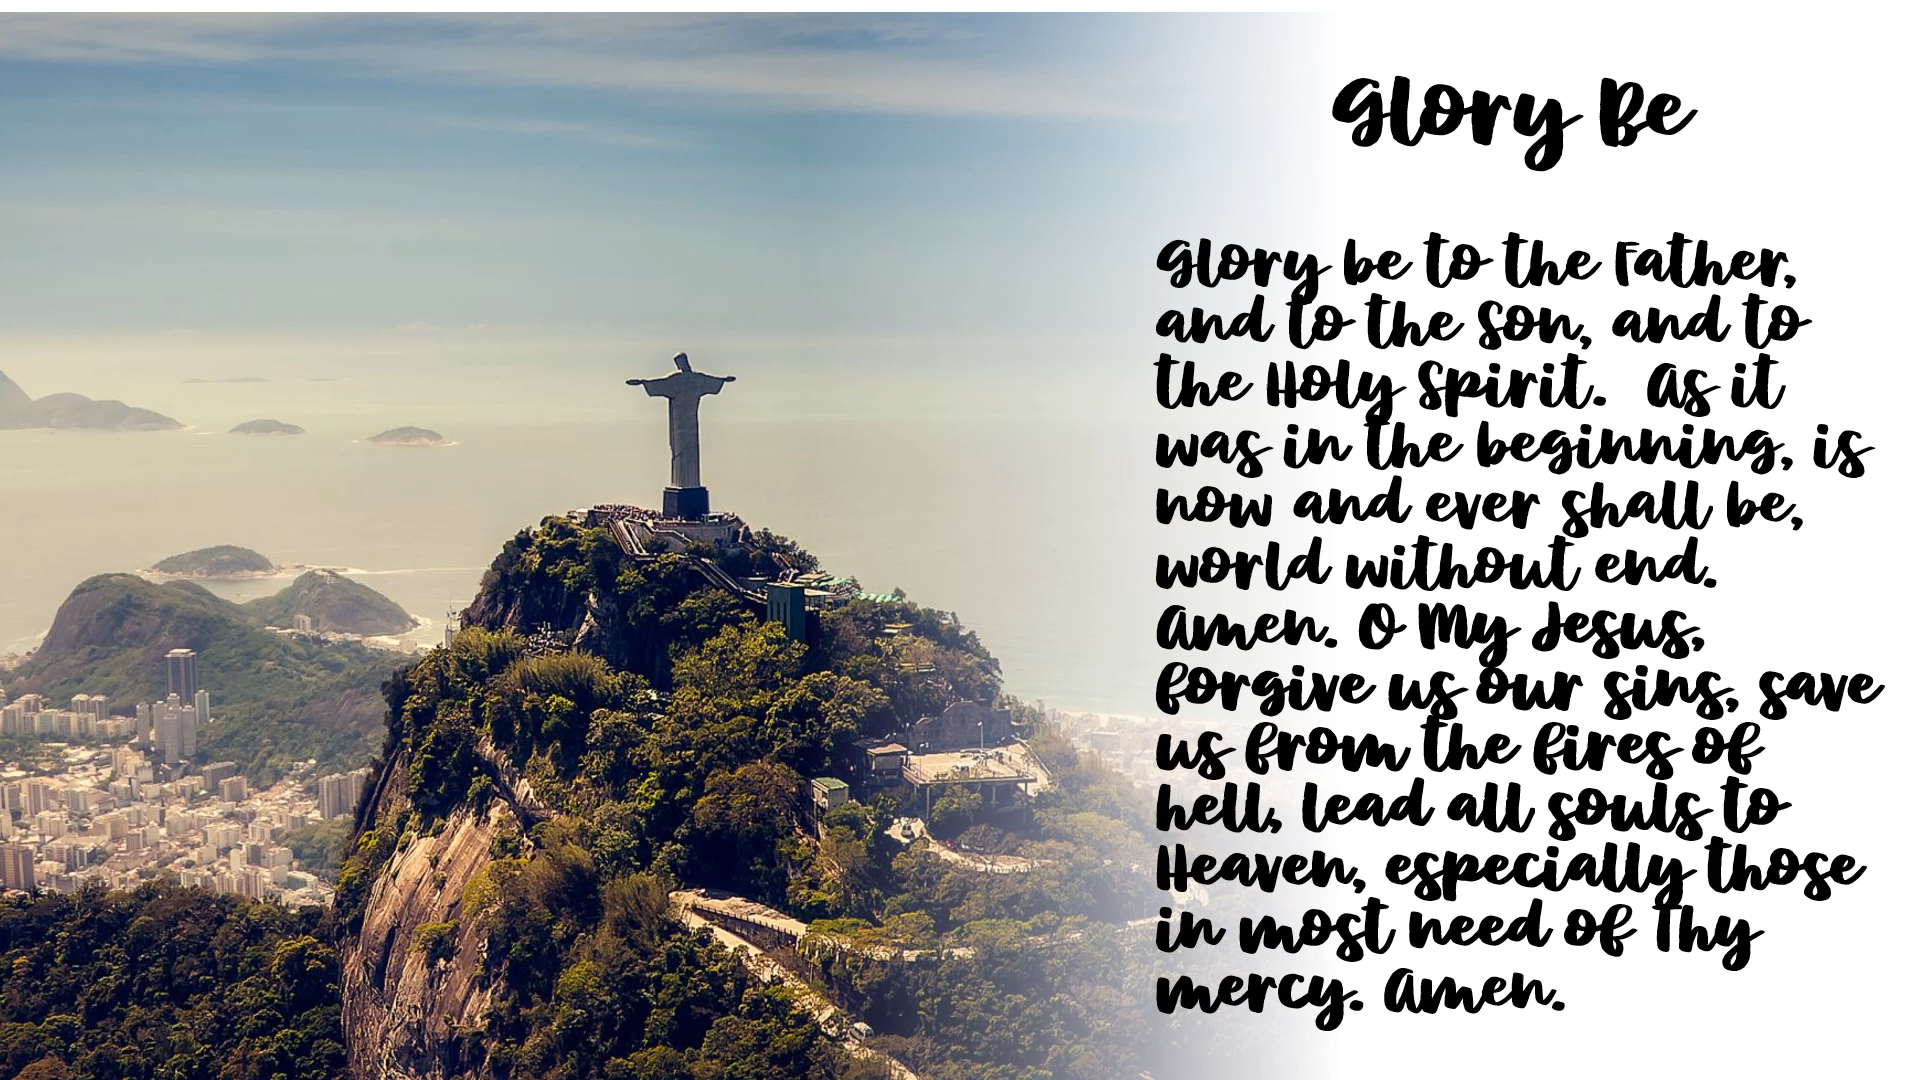 Glory Be
Glory be to the Father,
and to the Son, and to
the Holy Spirit.  As it
was in the beginning, is
now and ever shall be,
world without end.
Amen. O My Jesus,
forgive us our sins, save
us from the fires of
hell, lead all souls to
Heaven, especially those
in most need of Thy
mercy. Amen.